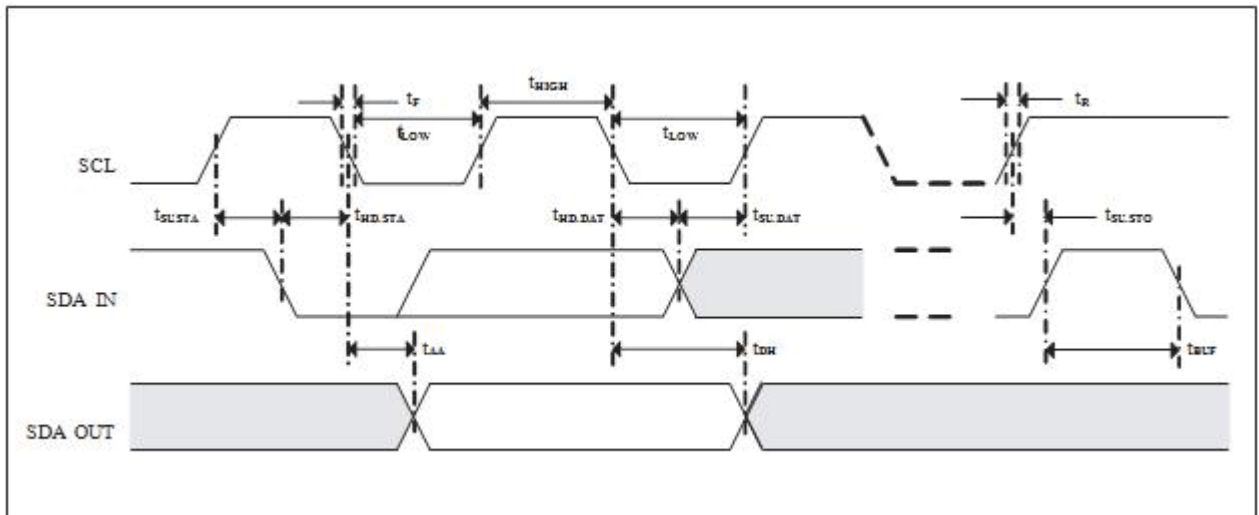 tHIGH
tF
tR
tLOW
tLOW
SCL
tSU.STA
tHD.STA
tHD.DAT
tSU.DAT
tSU.STO
SDA IN
tAA
tDH
tBUF
SDA OUT